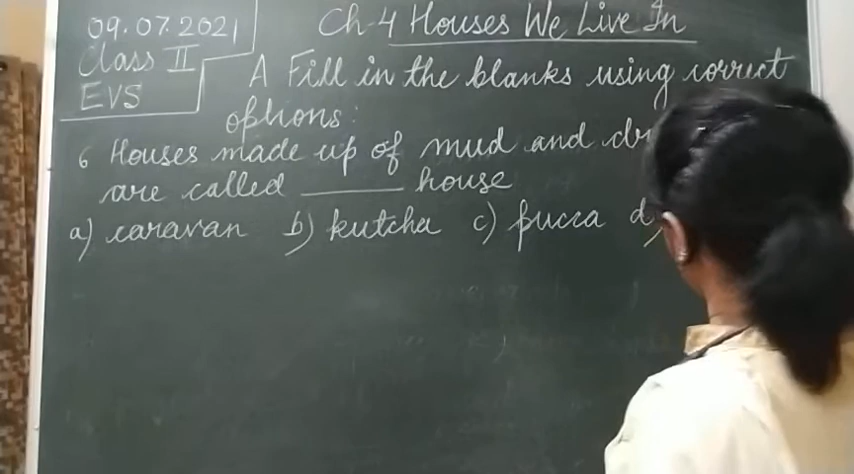 09.07.2021
Class II
EVS
Ch-4 Houses We Live In
A Fill in the blanks using correct
options:
6 Houses made up of mud and
are called ______ house
a) caravan b) kutcha c) pucca d)